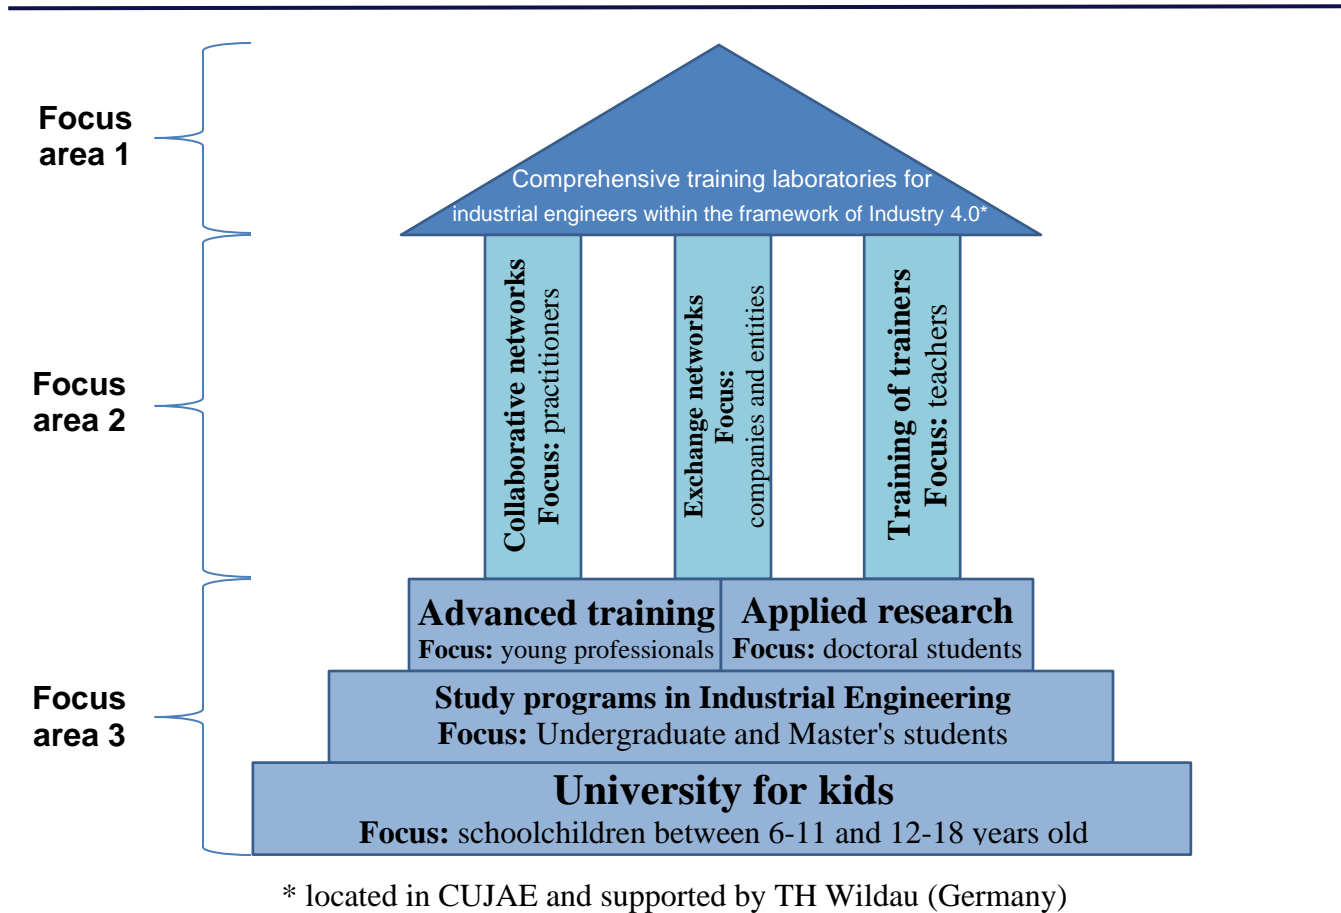 Focus
area 1
Comprehensive training laboratories for
industrial engineers within the framework of Industry 4.0*
Focus
area 2
Collaborative networks
Focus: practitioners
Exchange networks
Focus:
companies and entities
Training of trainers
Focus: teachers
Focus
area 3
Advanced training
Focus: young professionals
Applied research
Focus: doctoral students
Study programs in Industrial Engineering
Focus: Undergraduate and Master's students
University for kids
Focus: schoolchildren between 6-11 and 12-18 years old
* located in CUJAE and supported by TH Wildau (Germany)